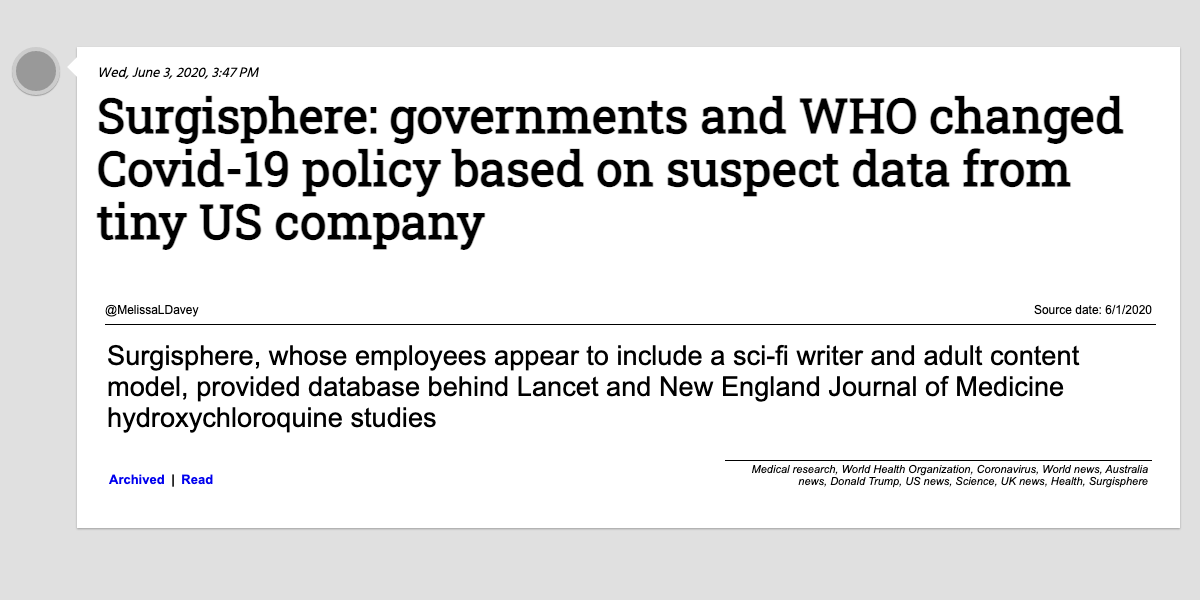 Wed, June 3, 2020, 3:47 PM
Surgisphere: governments and WHO changed
Covid-19 policy based on suspect data from
tiny US company
@MelissaLDavey
Source date: 6/1/2020
Surgisphere, whose employees appear to include a sci-fi writer and adult content
model, provided database behind Lancet and New England Journal of Medicine
hydroxychloroquine studies
Archived | Read
Medical research, World Health Organization, Coronavirus, World news, Australia
news, Donald Trump, US news, Science, UK news, Health, Surgisphere